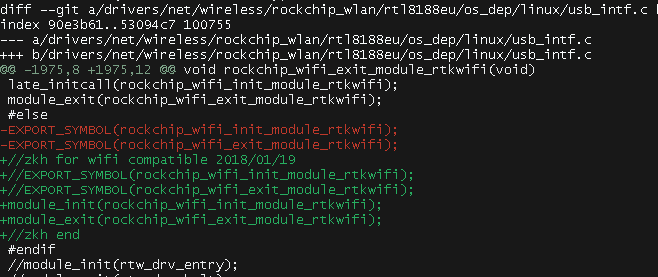 diff --git a/drivers/net/wireless/rockchip_wlan/rtl8188eu/os_dep/linux/usb_intf.c
index 90e3b61..53094c7 100755
--- a/drivers/net/wireless/rockchip_wlan/rtl8188eu/os_dep/linux/usb_intf.c
+++ b/drivers/net/wireless/rockchip_wlan/rtl8188eu/os_dep/linux/usb_intf.c
@@ -1975,8 +1975,12 @@ void rockchip_wifi_exit_module_rtkwifi(void)
 late_initcall(rockchip_wifi_init_module_rtkwifi);
 module_exit(rockchip_wifi_exit_module_rtkwifi);
 #else
-EXPORT_SYMBOL(rockchip_wifi_init_module_rtkwifi);
-EXPORT_SYMBOL(rockchip_wifi_exit_module_rtkwifi);
+//zkh for wifi compatible 2018/01/19
+//EXPORT_SYMBOL(rockchip_wifi_init_module_rtkwifi);
+//EXPORT_SYMBOL(rockchip_wifi_exit_module_rtkwifi);
+module_init(rockchip_wifi_init_module_rtkwifi);
+module_exit(rockchip_wifi_exit_module_rtkwifi);
+//zkh end
 #endif
 //module_init(rtw_drv_entry);